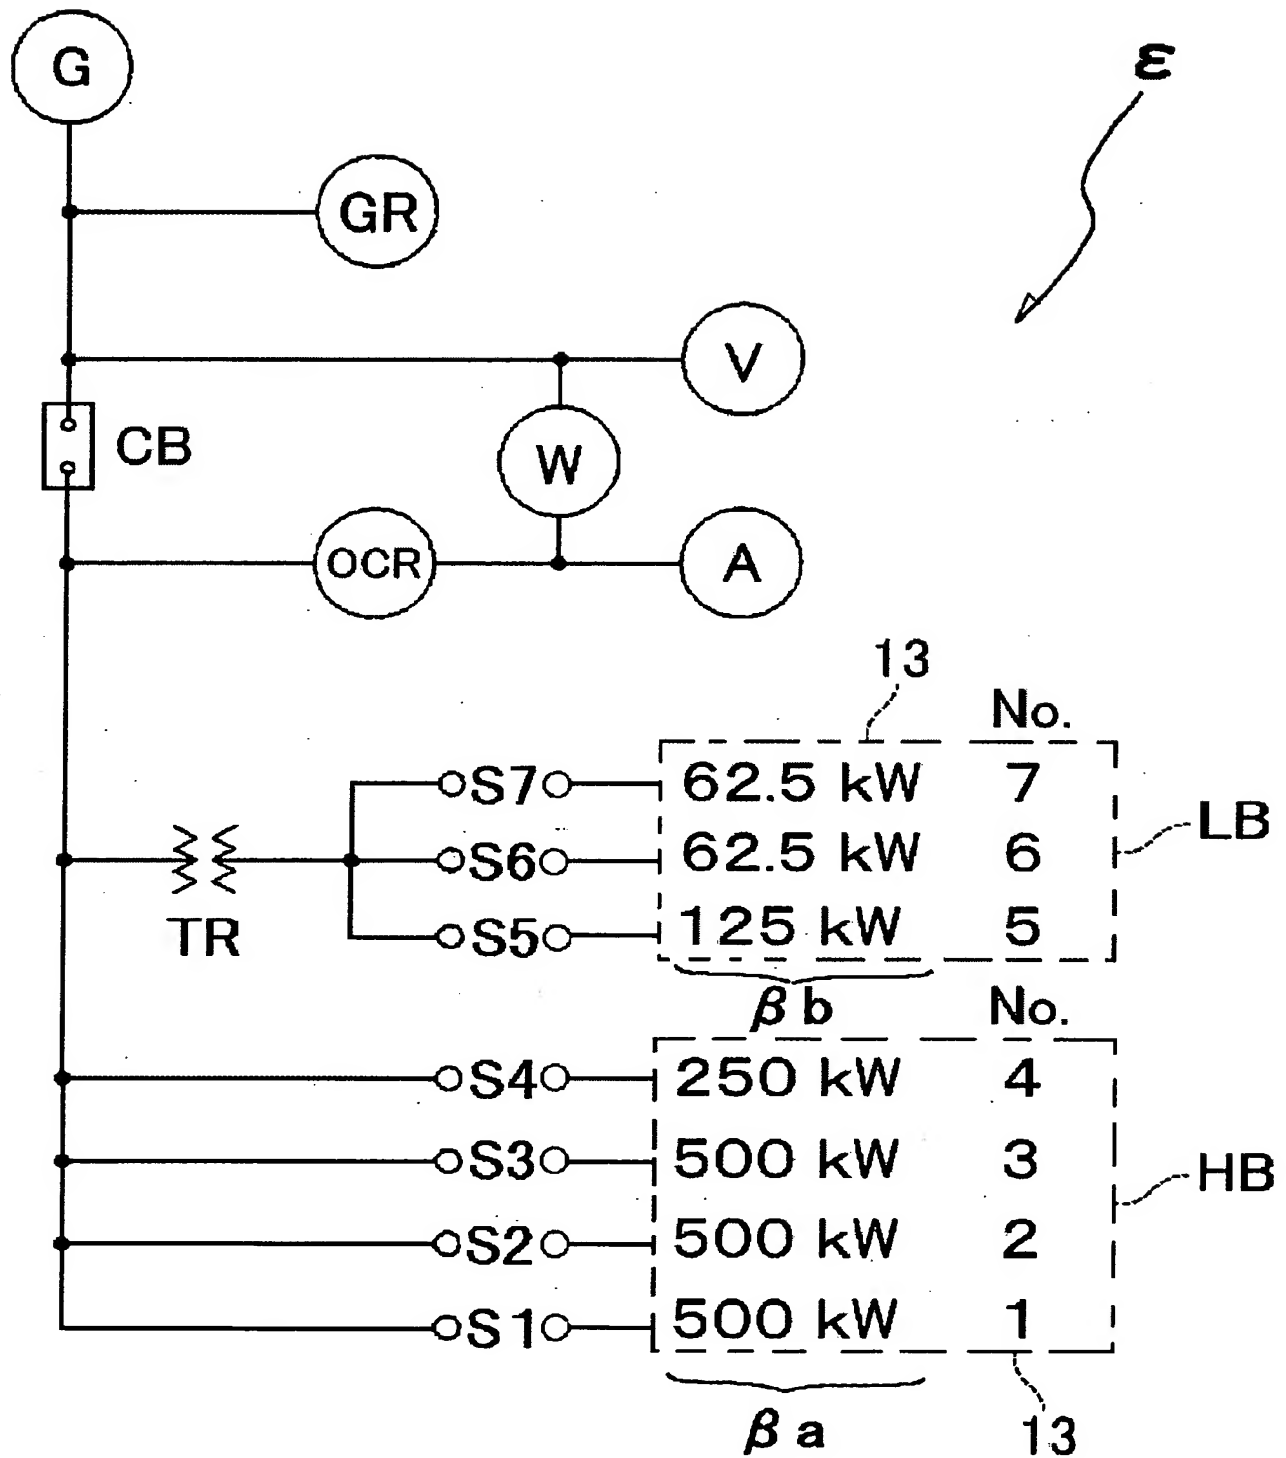 G
ε
GR
V
CB
W
OCR
A
13
No.
S7 62.5 kW 7
LB
S6 62.5 kW 6
TR
S5 125 kW 5
β b
No.
S4 250 kW 4
S3 500 kW 3
HB
S2 500 kW 2
S1 500 kW 1
β a
13